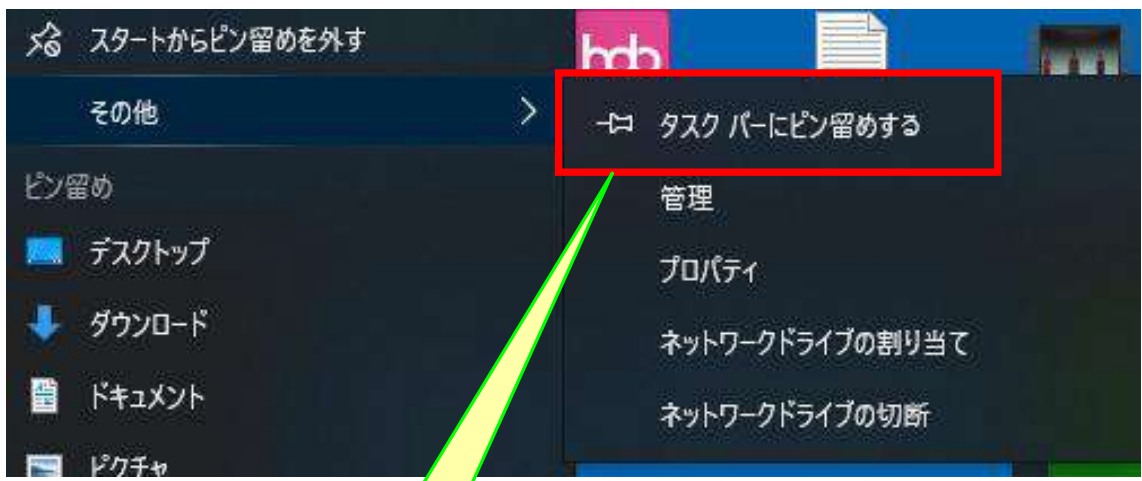 スタートからピン留めを外す
hdb
その他
タスク バーにピン留めする
ピン留め
管理
デスクトップ
プロパティ
ダウンロード
ネットワークドライブの割り当て
ドキュメント
ネットワークドライブの切断
ピクチャ